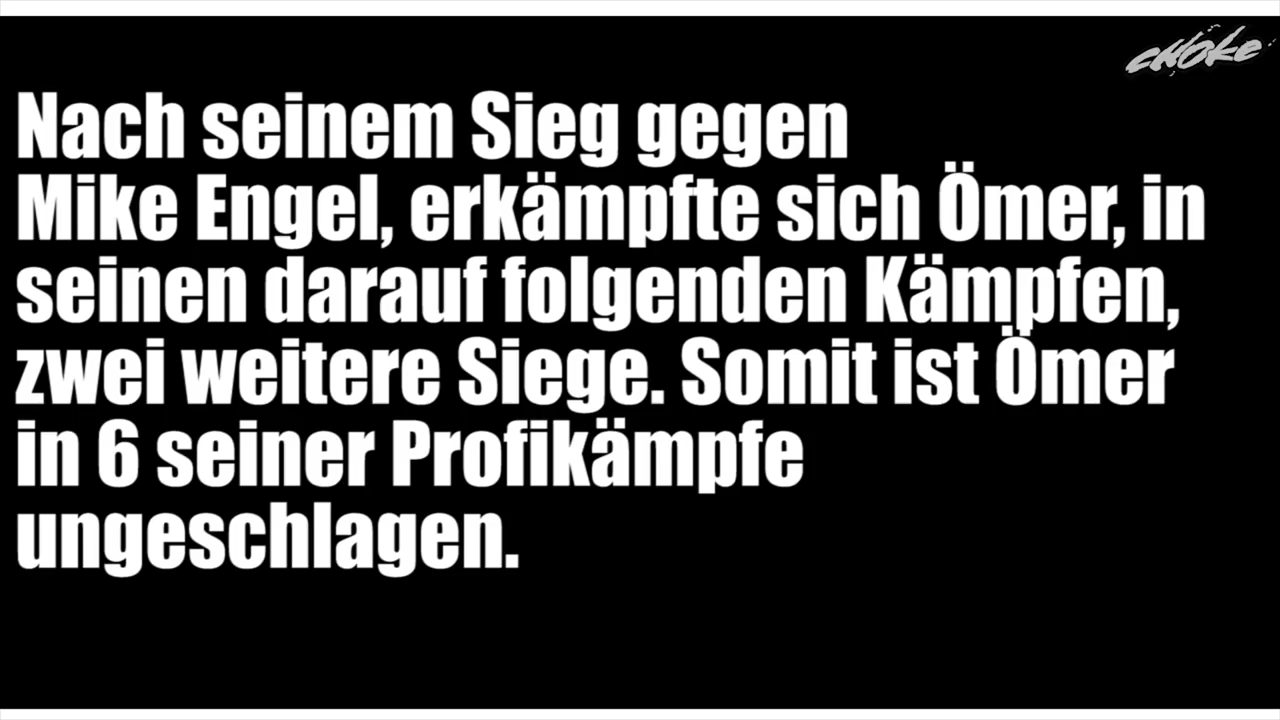 CHOKE
Nach seinem Sieg gegen
Mike Engel, erkämpfte sich Ömer, in
seinen darauf folgenden Kämpfen,
zwei weitere Siege. Somit ist Ömer
in 6 seiner Profikämpfe
ungeschlagen.